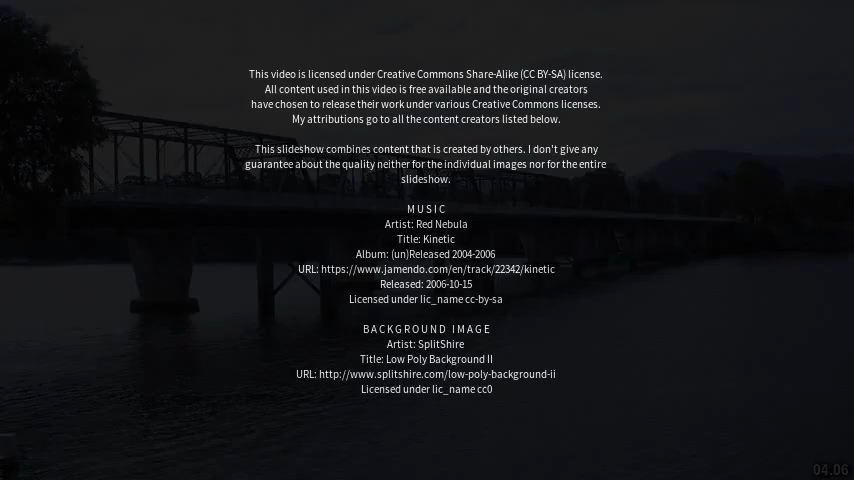 This video is licensed under Creative Commons Share-Alike (CC BY-SA) license.
All content used in this video is free available and the original creators
have chosen to release their work under various Creative Commons licenses.
My attributions go to all the content creators listed below.
This slideshow combines content that is created by others. I don't give any
guarantee about the quality neither for the individual images nor for the entire
slideshow.
MUSIC
Artist: Red Nebula
Title: Kinetic
Album: (un)Released 2004-2006
URL: https://www.jamendo.com/en/track/22342/kinetic
Released: 2006-10-15
Licensed under lic_name cc-by-sa
BACKGROUND IMAGE
Artist: SplitShire
Title: Low Poly Background II
URL: http://www.splitshire.com/low-poly-background-ii
Licensed under lic_name cc0
04.06